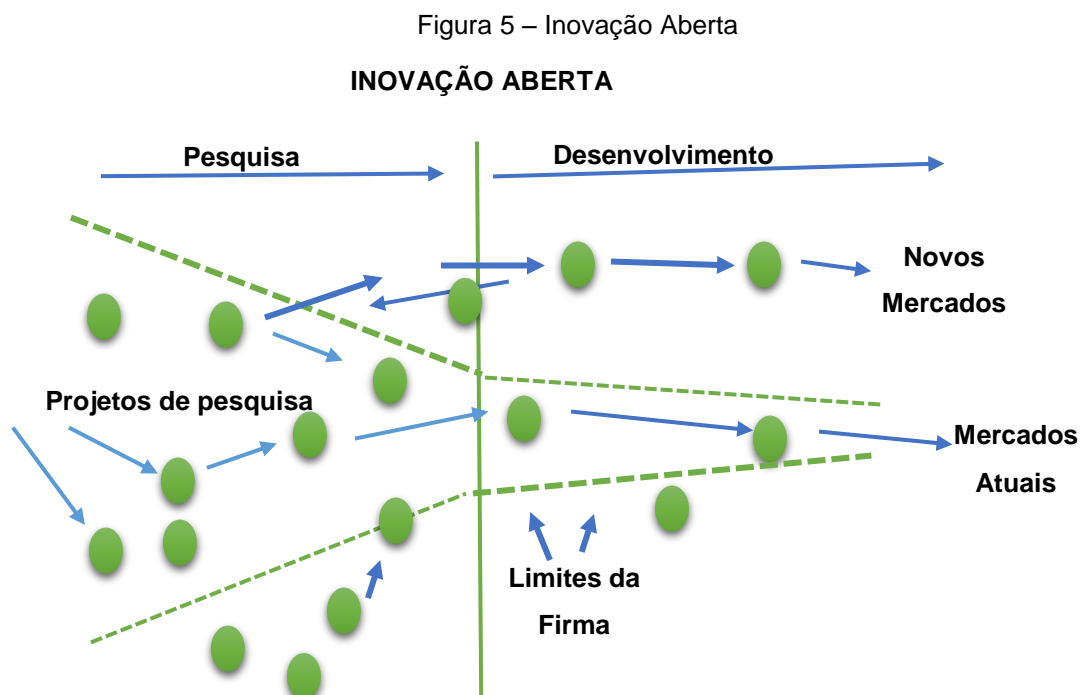 Figura 5 – Inovação Aberta
INOVAÇÃO ABERTA
Pesquisa
Desenvolvimento
Novos
Mercados
Projetos de pesquisa
Mercados
Atuais
Limites da
Firma